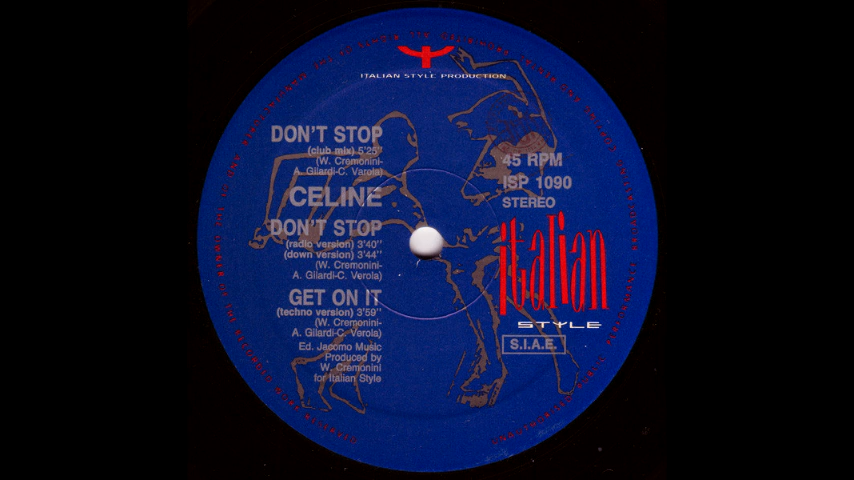 ITALIAN STYLE PRODUCTION
DON'T STOP
(club mix) 5'25"
(W. Cremonini-
A. Gilardi-C. Varola)
CELINE
DON'T STOP
(radio version) 3'40"
(down version) 3'44"
(W. Cremonini-
A. Gilardi-C. Verola)
GET ON IT
(techno version) 3'59"
(W. Cremonini-
A. Gilardi-C. Verola)
Ed. Jacomo Music
Produced by
W. Cremonini
for Italian Style
45 RPM
ISP 1090
STEREO
italian
STYLE
S.I.A.E.